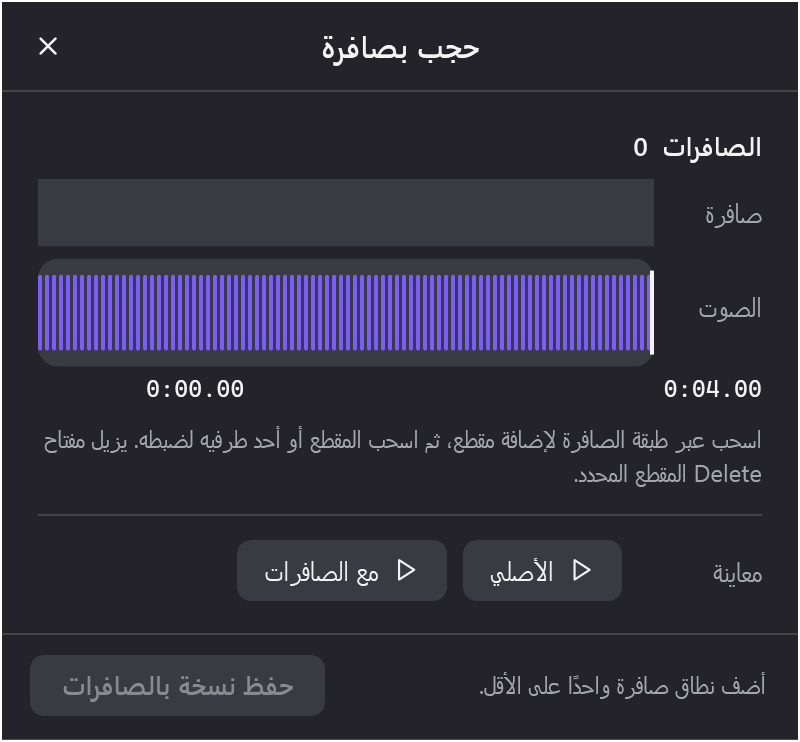 حجب بصافرة
الصافرات 0
صافرة
الصوت
0:04.00 0:00.00
اسحب عبر طبقة الصافرة لإضافة مقطع، ثم اسحب المقطع أو أحد طرفيه لضبطه. يزيل مفتاح
Delete المقطع المحدد.
معاينة الأصلي مع الصافرات
أضف نطاق صافرة واحدًا على الأقل. حفظ نسخة بالصافرات